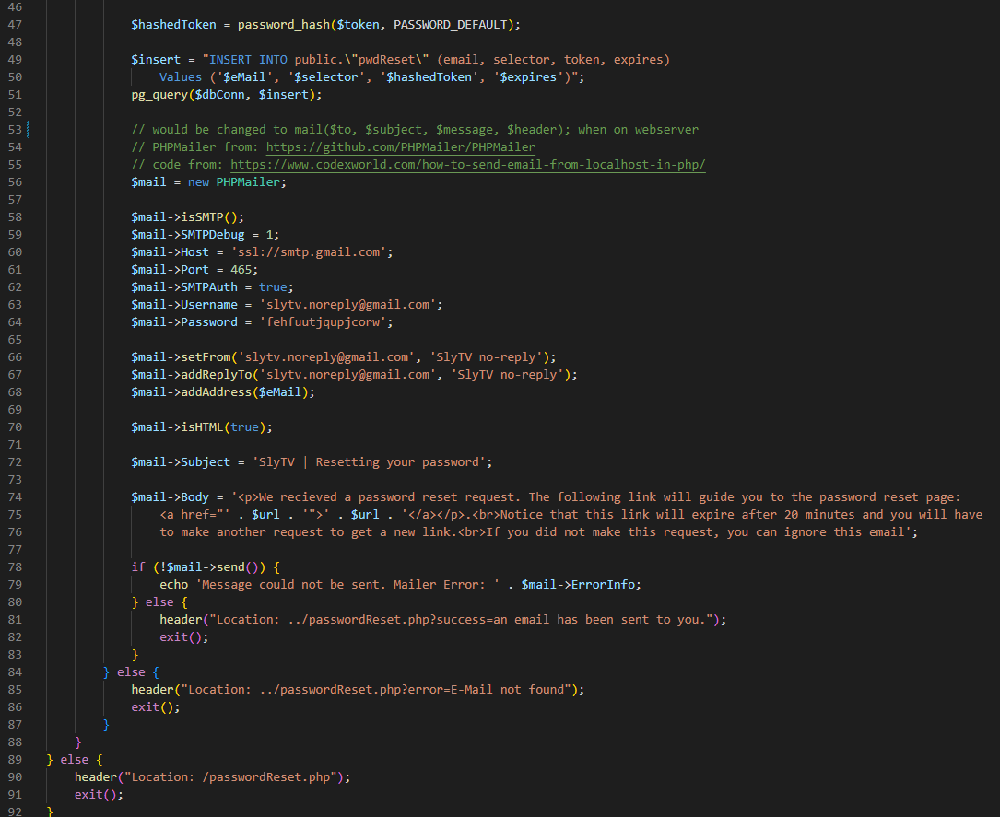 46
47 $hashedToken = password_hash($token, PASSWORD_DEFAULT);
48
49 $insert = "INSERT INTO public.\"pwdReset\" (email, selector, token, expires)
50 Values ('$eMail', '$selector', '$hashedToken', '$expires')";
51 pg_query($dbConn, $insert);
52
53 // would be changed to mail($to, $subject, $message, $header); when on webserver
54 // PHPMailer from: https://github.com/PHPMailer/PHPMailer
55 // code from: https://www.codexworld.com/how-to-send-email-from-localhost-in-php/
56 $mail = new PHPMailer;
57
58 $mail->isSMTP();
59 $mail->SMTPDebug = 1;
60 $mail->Host = 'ssl://smtp.gmail.com';
61 $mail->Port = 465;
62 $mail->SMTPAuth = true;
63 $mail->Username = 'slytv.noreply@gmail.com';
64 $mail->Password = 'fehfuutjqupjcorw';
65
66 $mail->setFrom('slytv.noreply@gmail.com', 'SlyTV no-reply');
67 $mail->addReplyTo('slytv.noreply@gmail.com', 'SlyTV no-reply');
68 $mail->addAddress($eMail);
69
70 $mail->isHTML(true);
71
72 $mail->Subject = 'SlyTV | Resetting your password';
73
74 $mail->Body = '<p>We recieved a password reset request. The following link will guide you to the password reset page:
75 <a href="' . $url . '">' . $url . '</a></p>.<br>Notice that this link will expire after 20 minutes and you will have
76 to make another request to get a new link.<br>If you did not make this request, you can ignore this email';
77
78 if (!$mail->send()) {
79 echo 'Message could not be sent. Mailer Error: ' . $mail->ErrorInfo;
80 } else {
81 header("Location: ../passwordReset.php?success=an email has been sent to you.");
82 exit();
83 }
84 } else {
85 header("Location: ../passwordReset.php?error=E-Mail not found");
86 exit();
87 }
88 }
89 } else {
90 header("Location: /passwordReset.php");
91 exit();
92 }